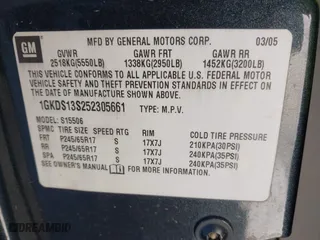 GM
MFD BY GENERAL MOTORS CORP. 03/05
GVWR GAWR FRT GAWR RR
2518KG(5550LB) 1338KG(2950LB) 1452KG(3200LB)
THIS VEHICLE CONFORMS TO ALL APPLICABLE U.S. FEDERAL MOTOR
VEHICLE SAFETY AND THEFT PREVENTION STANDARDS IN EFFECT
ON THE DATE OF MANUFACTURE SHOWN ABOVE.
1GKDS13S252305661 TYPE: M.P.V.
MODEL: S15506
SPMC TIRE SIZE SPEED RTG RIM COLD TIRE PRESSURE
FRT P245/65R17 S 17X7J 210KPA(30PSI)
RR P245/65R17 S 17X7J 240KPA(35PSI)
SPA P245/65R17 S 17X7J 240KPA(35PSI)
SEE OWNER'S MANUAL FOR MORE INFORMATION.
DREAMBID